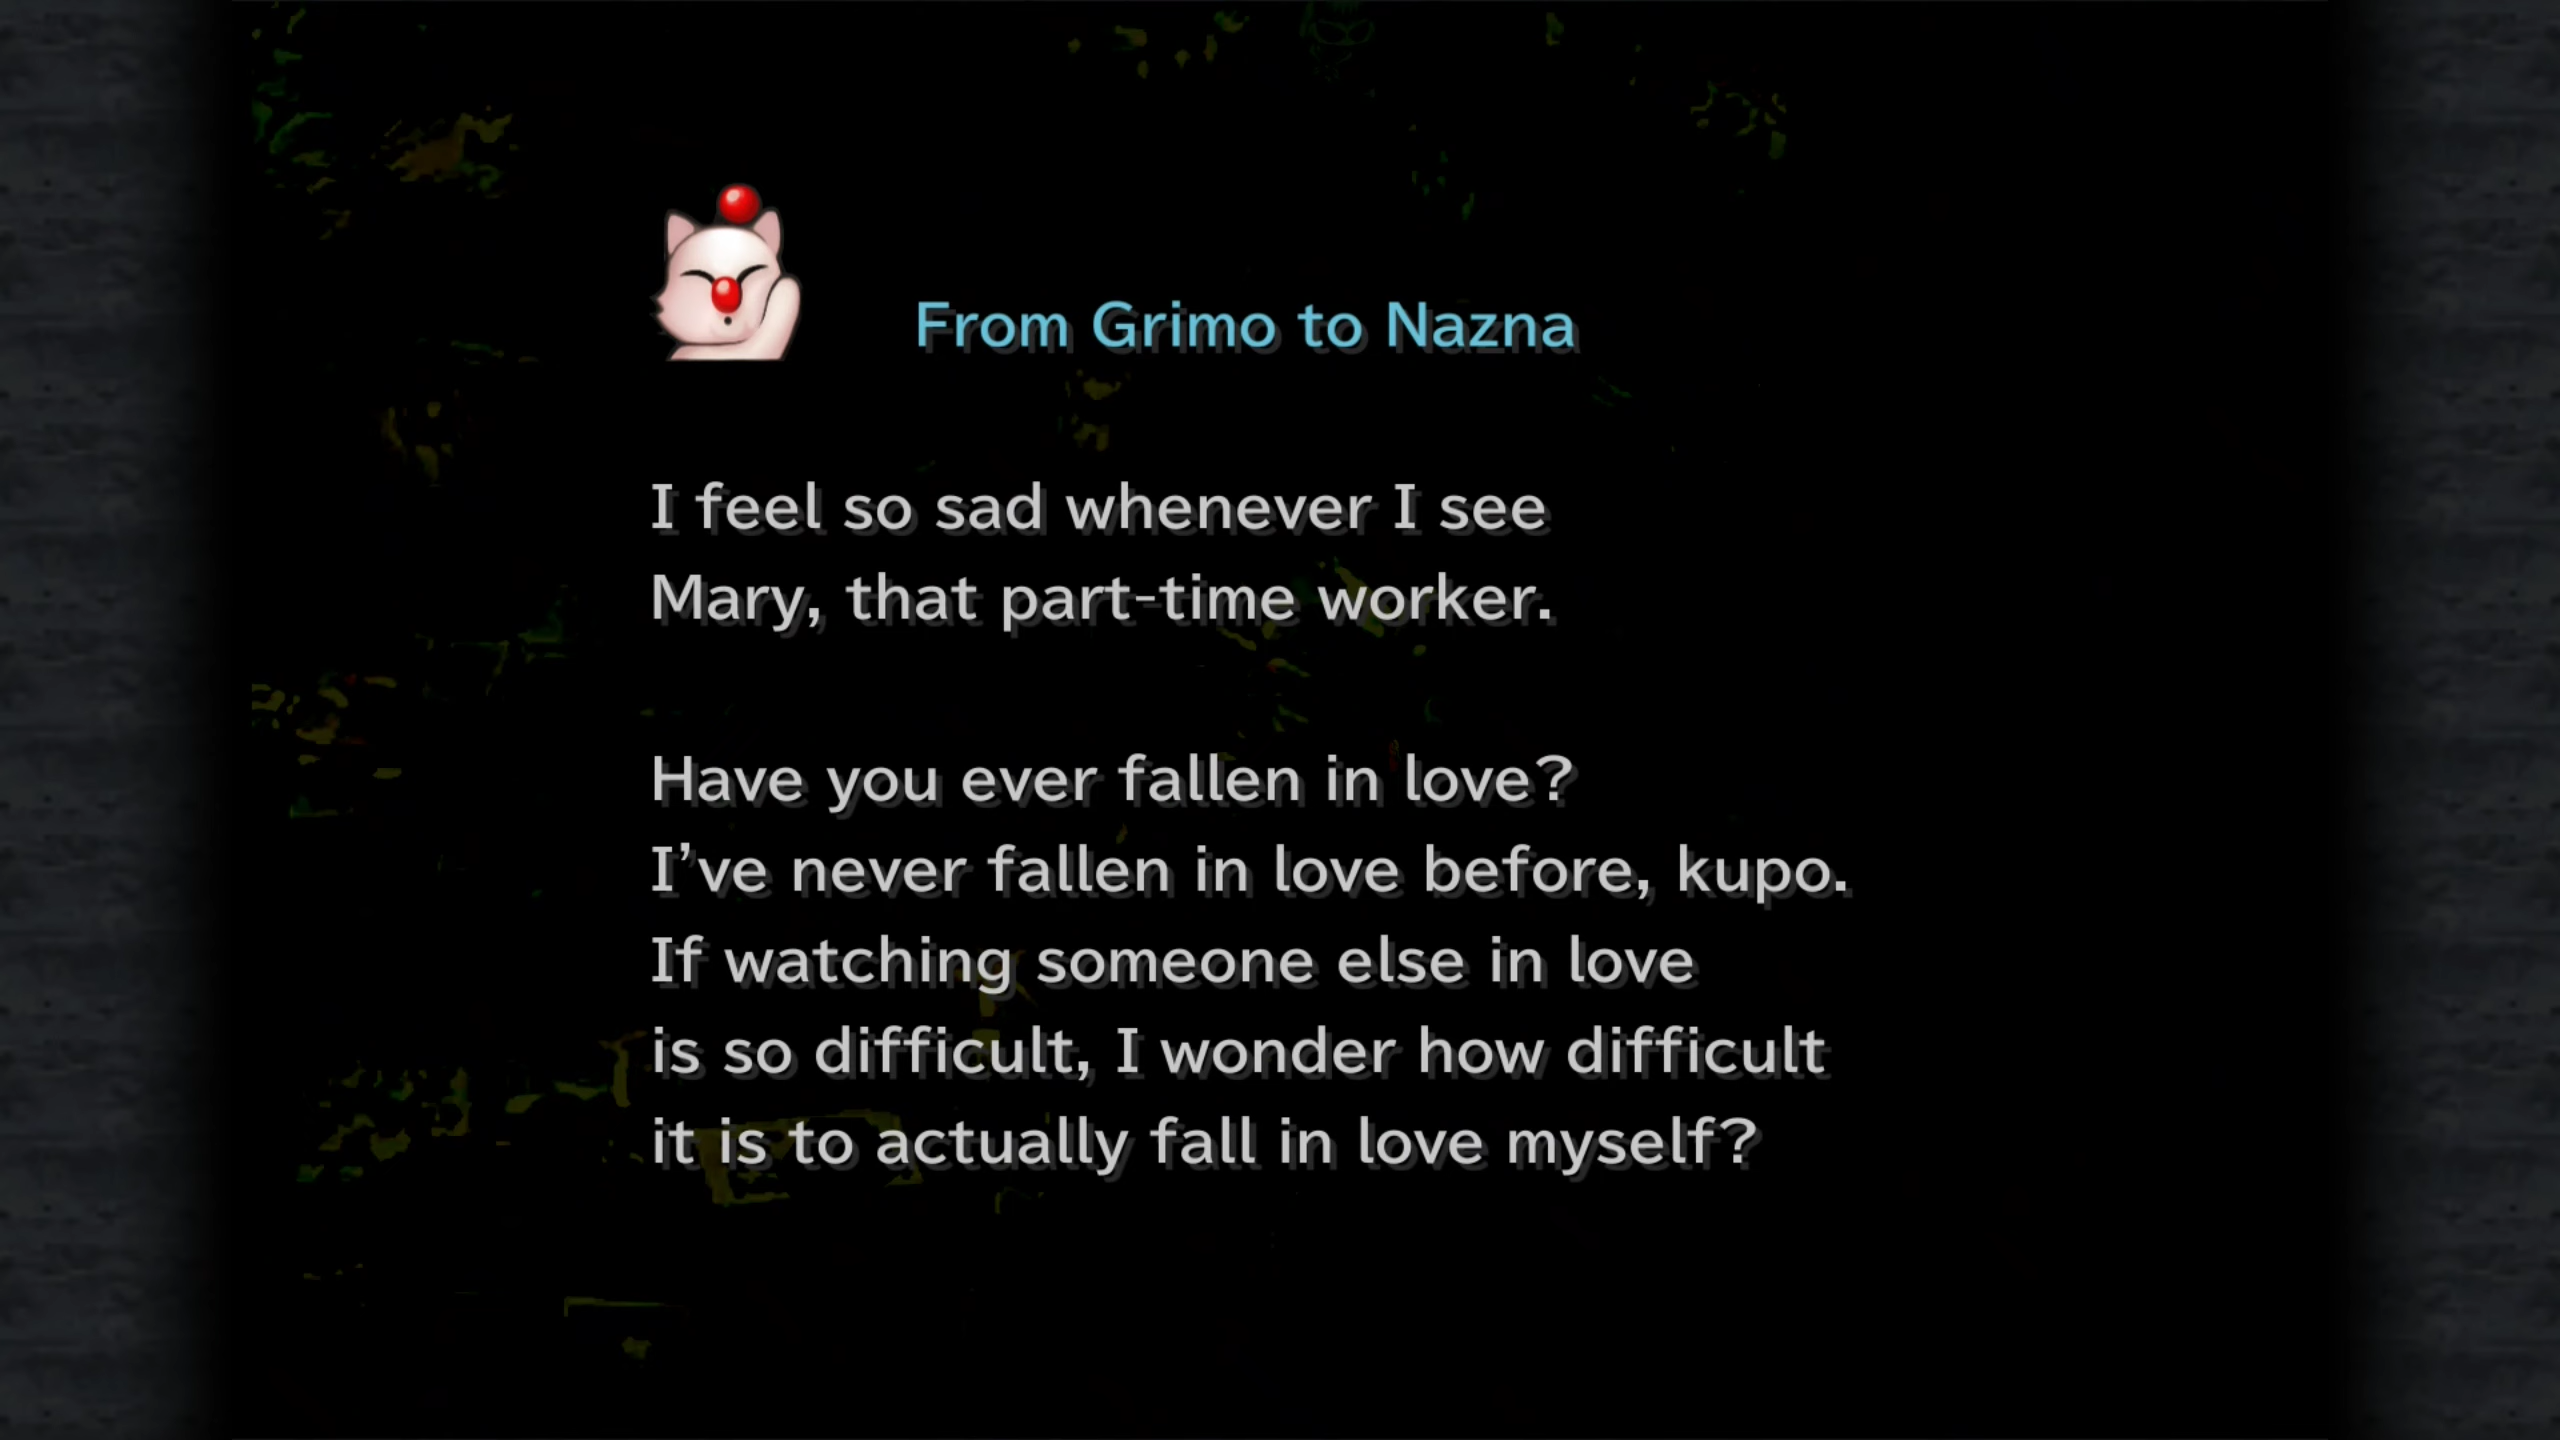 From Grimo to Nazna
I feel so sad whenever I see
Mary, that part-time worker.
Have you ever fallen in love?
I’ve never fallen in love before, kupo.
If watching someone else in love
is so difficult, I wonder how difficult
it is to actually fall in love myself?